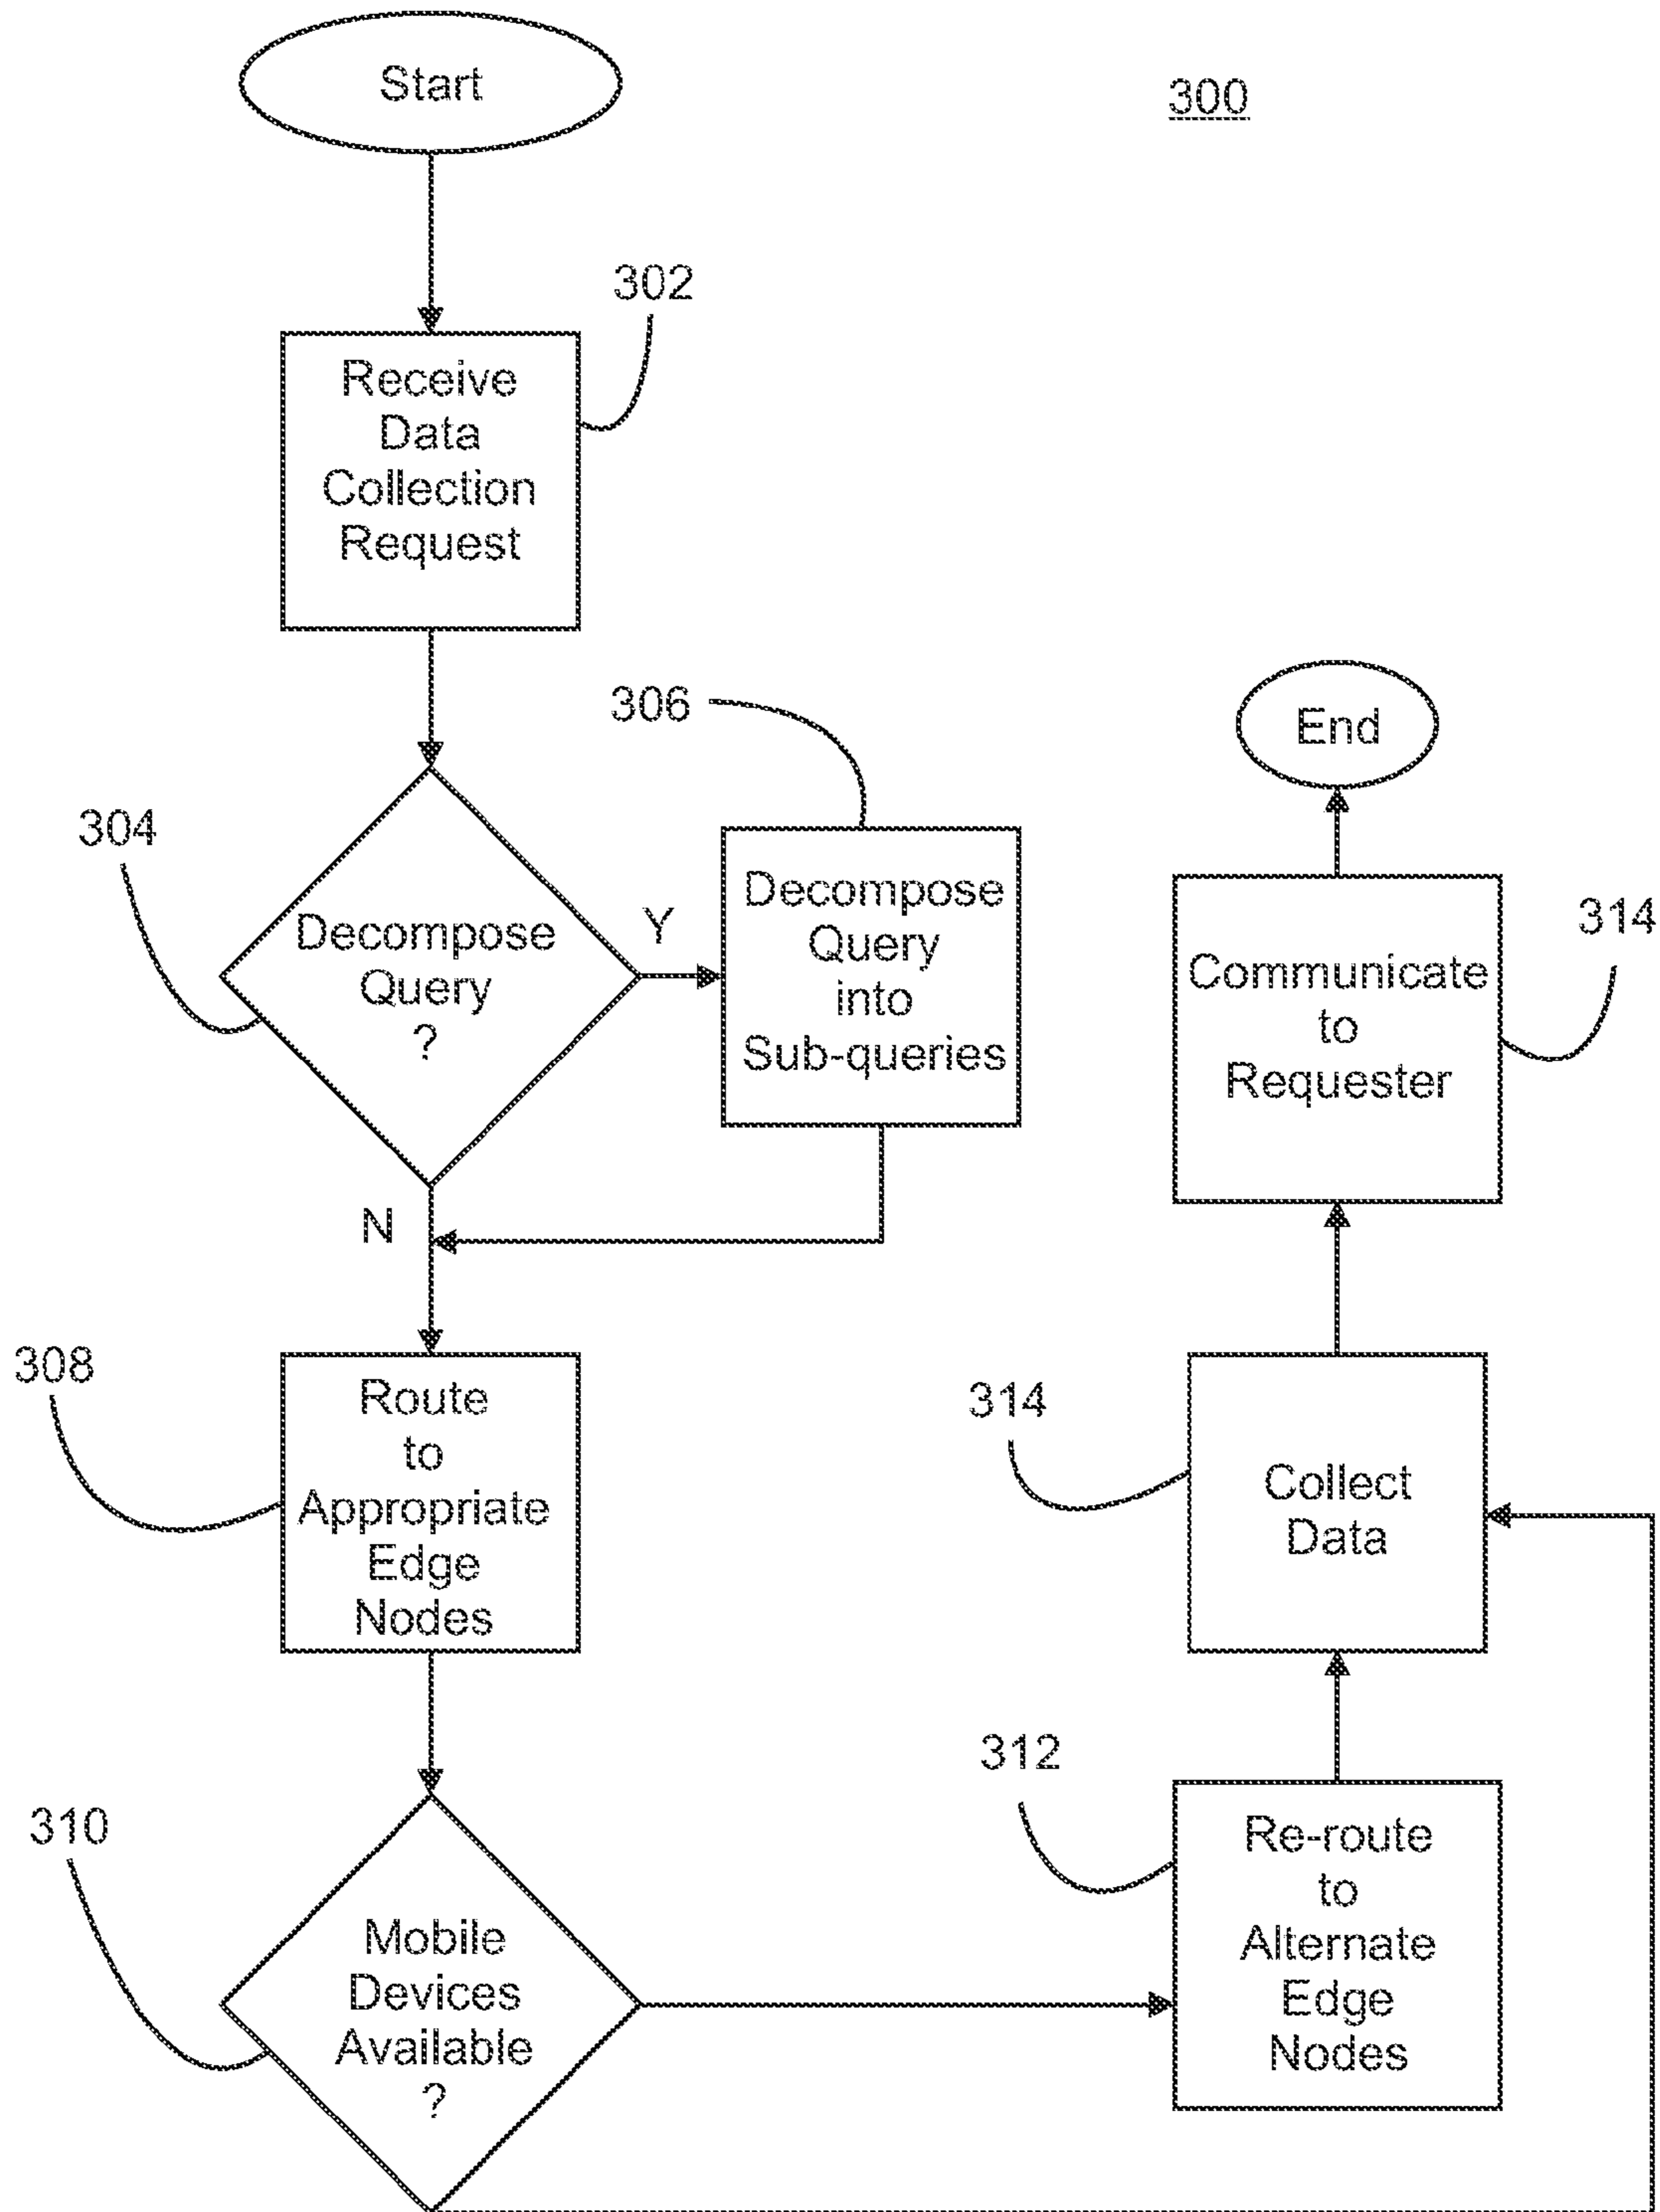 Start
300
302
Receive
Data
Collection
Request
304
Decompose
Query
?
Y
N
306
Decompose
Query
into
Sub-queries
308
Route
to
Appropriate
Edge
Nodes
310
Mobile
Devices
Available
?
312
Re-route
to
Alternate
Edge
Nodes
314
Collect
Data
314
Communicate
to
Requester
End